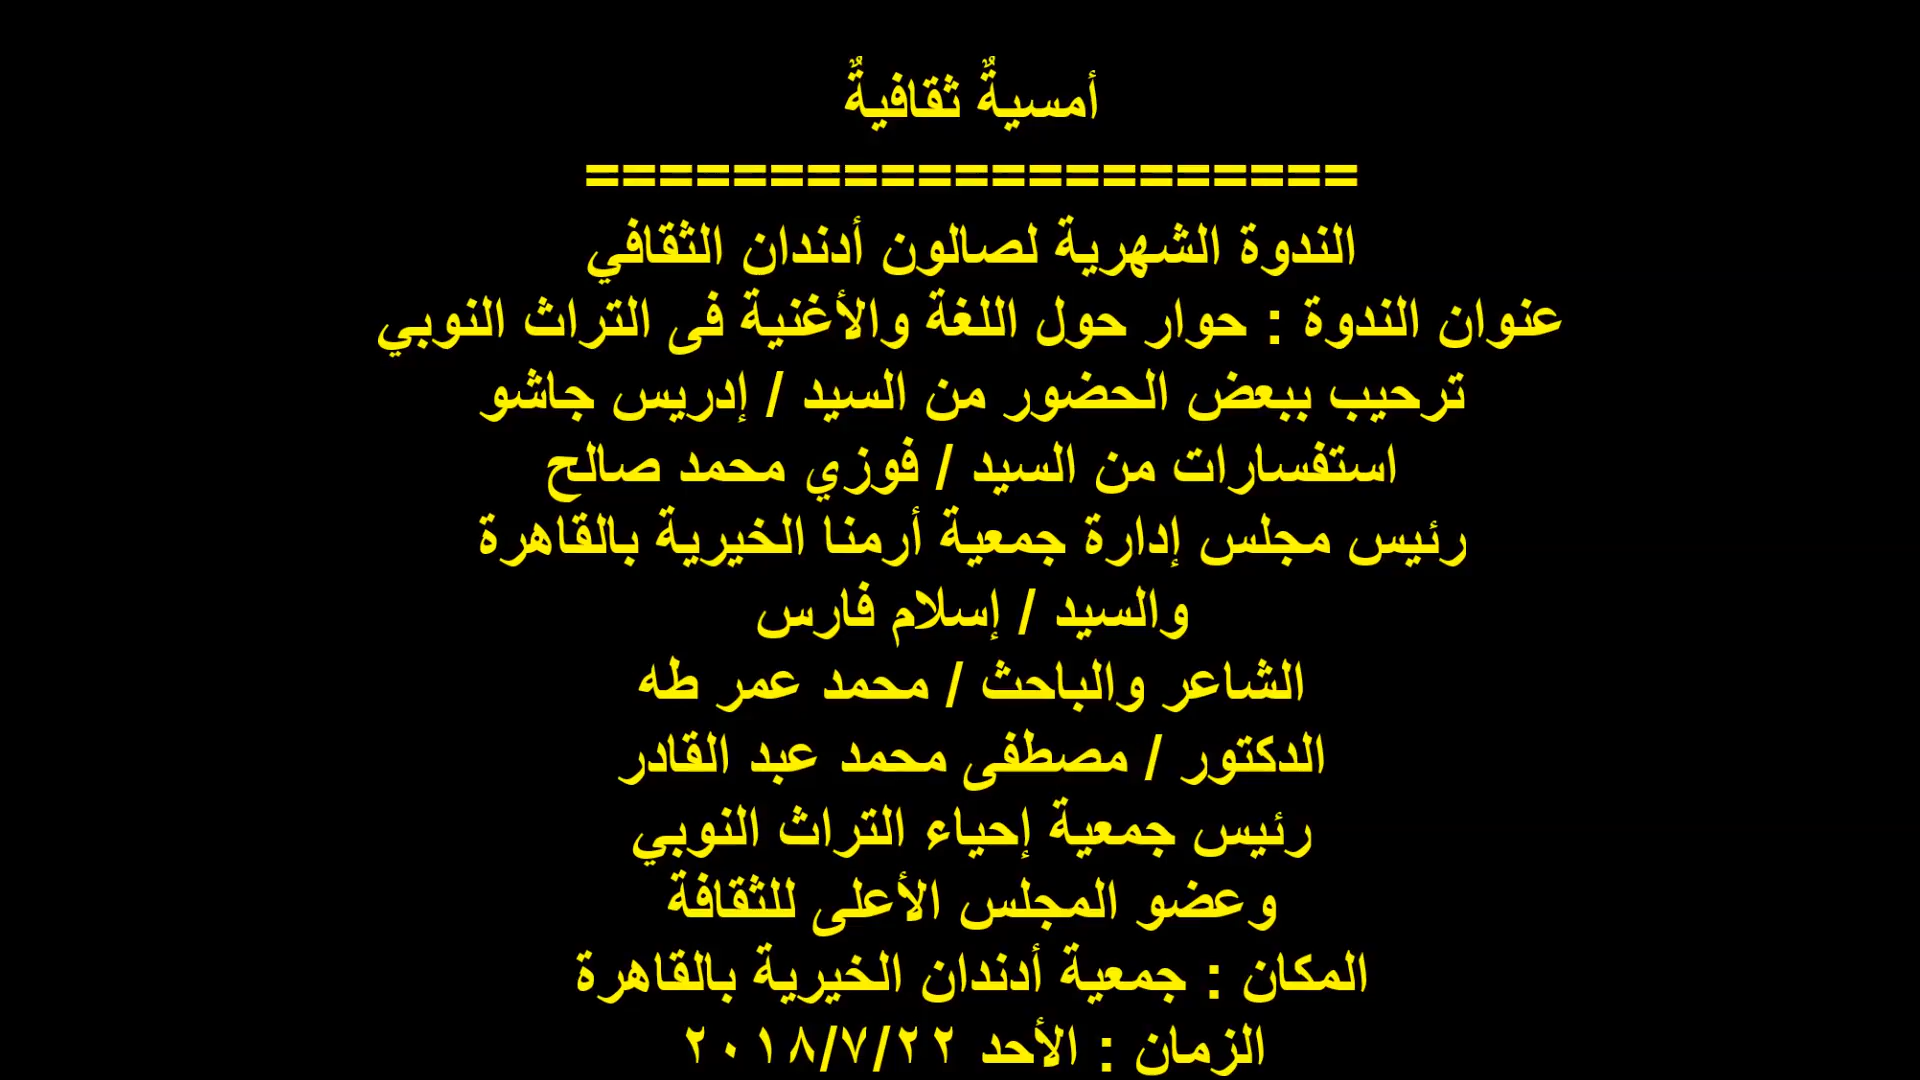 أمسيةٌ ثقافيةٌ
=====================
الندوة الشهرية لصالون أدندان الثقافي
عنوان الندوة : حوار حول اللغة والأغنية فى التراث النوبي
ترحيب ببعض الحضور من السيد / إدريس جاشو
استفسارات من السيد / فوزي محمد صالح
رئيس مجلس إدارة جمعية أرمنا الخيرية بالقاهرة
والسيد / إسلام فارس
الشاعر والباحث / محمد عمر طه
الدكتور / مصطفى محمد عبد القادر
رئيس جمعية إحياء التراث النوبي
وعضو المجلس الأعلى للثقافة
المكان : جمعية أدندان الخيرية بالقاهرة
الزمان : الأحد ٢٠١٨/٧/٢٢